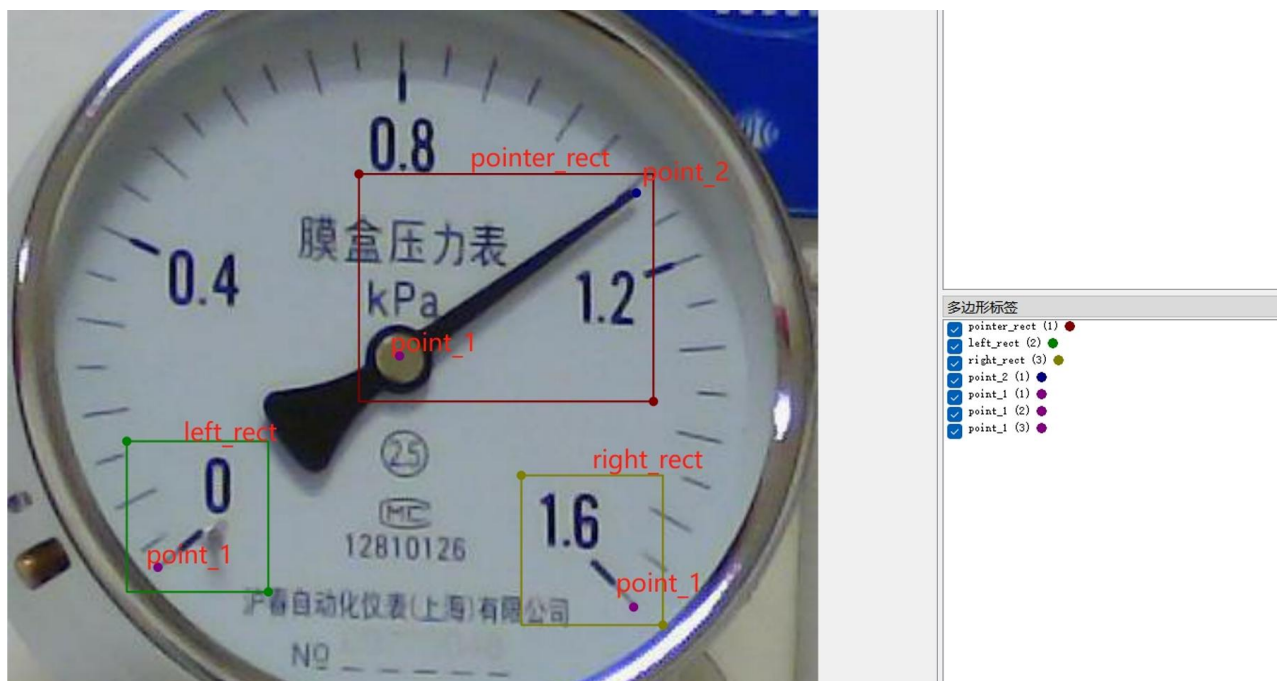 0.8
pointer_rect
point_2
膜盒压力表
0.4
kPa
1.2
point_1
left_rect
25
right_rect
0
MC
1.6
12810126
point_1
point_1
沪春自动化仪表(上海)有限公司
№
多边形标签
pointer_rect (1)
left_rect (2)
right_rect (3)
point_2 (1)
point_1 (1)
point_1 (2)
point_1 (3)